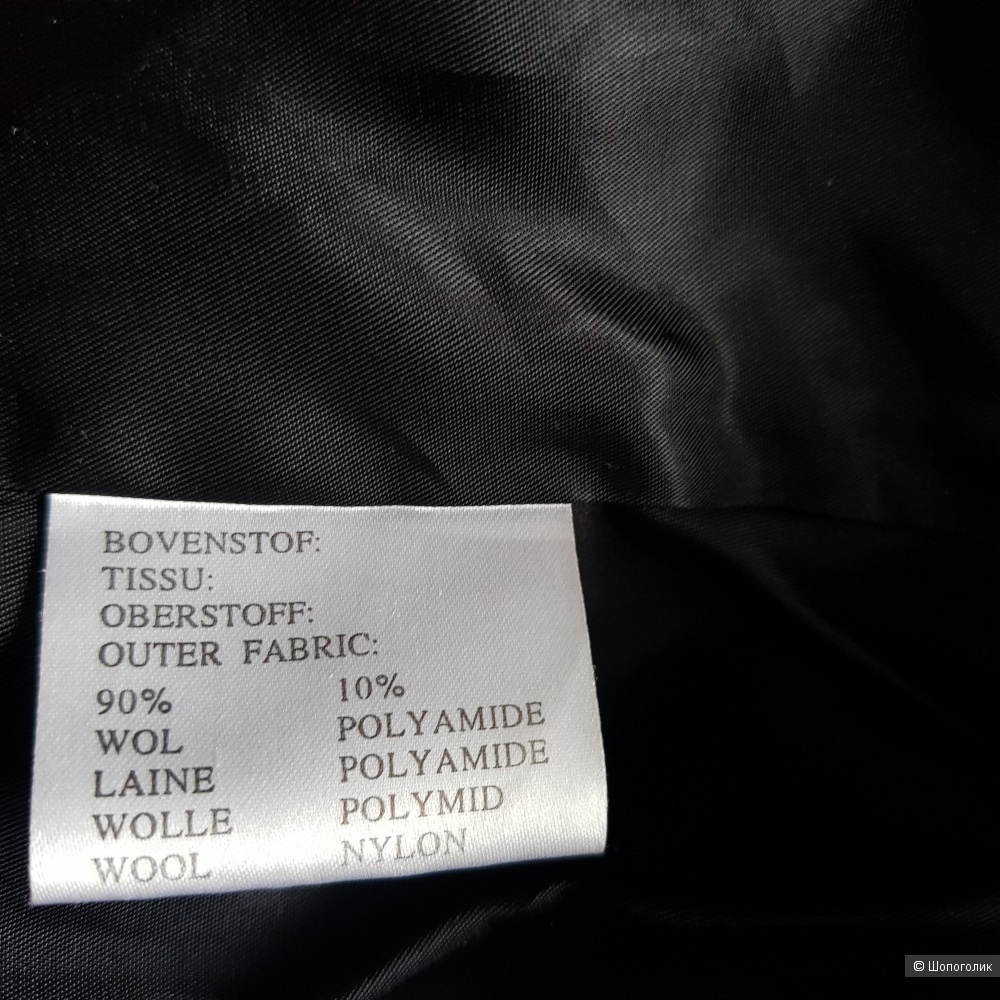 BOVENSTOF:
TISSU:
OBERSTOFF:
OUTER FABRIC:
90% 10%
WOL POLYAMIDE
LAINE POLYAMIDE
WOLLE POLYMID
WOOL NYLON
© Шопоголик